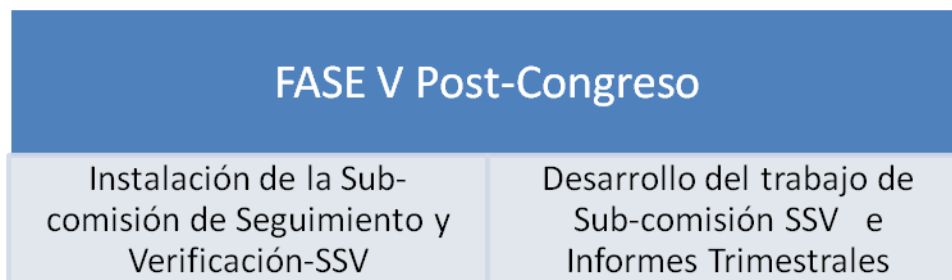 FASE V Post-Congreso
Instalación de la Sub-
comisión de Seguimiento y
Verificación-SSV
Desarrollo del trabajo de
Sub-comisión SSV e
Informes Trimestrales